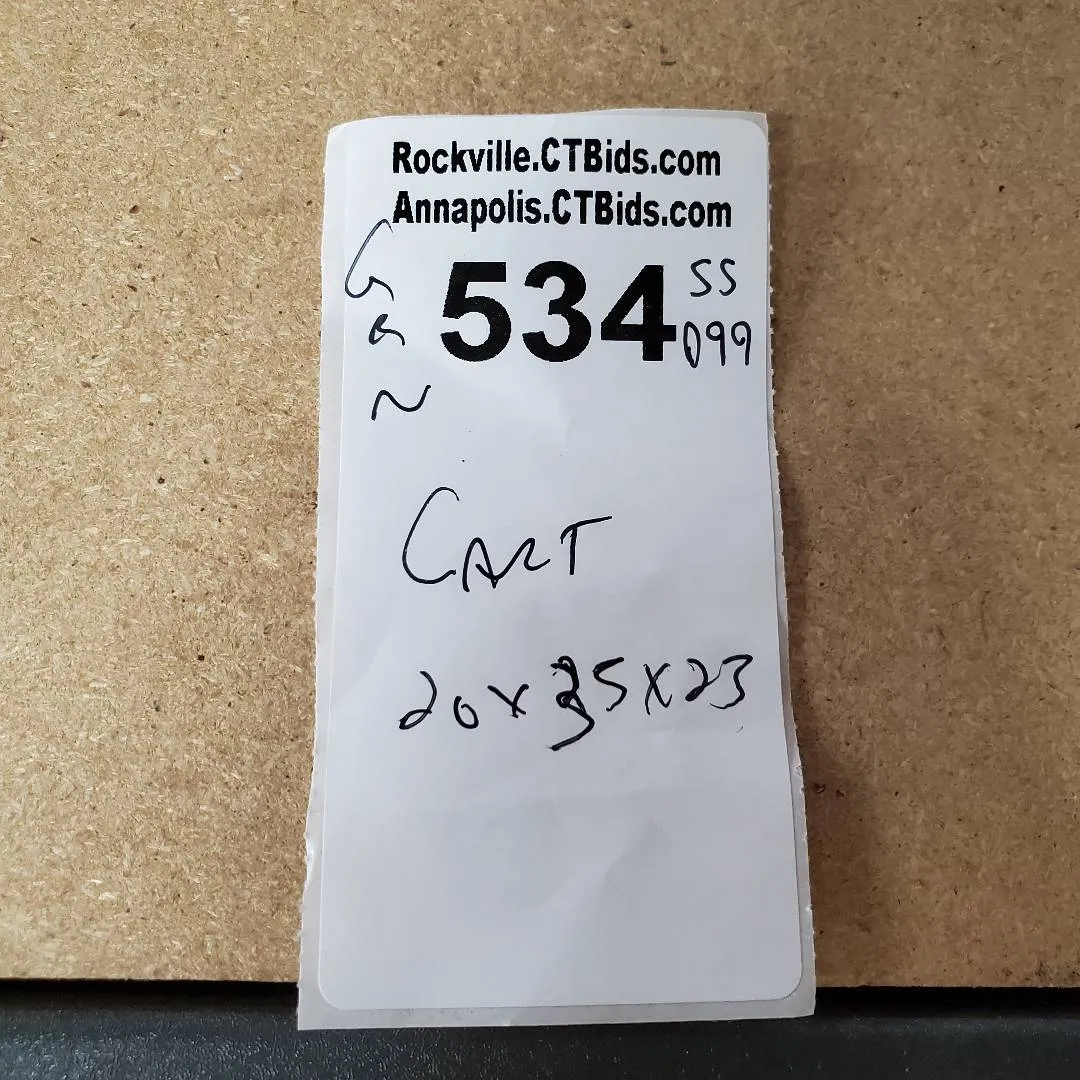 Rockville.CTBids.com
Annapolis.CTBids.com
534
SS
099
CART
20x35x23